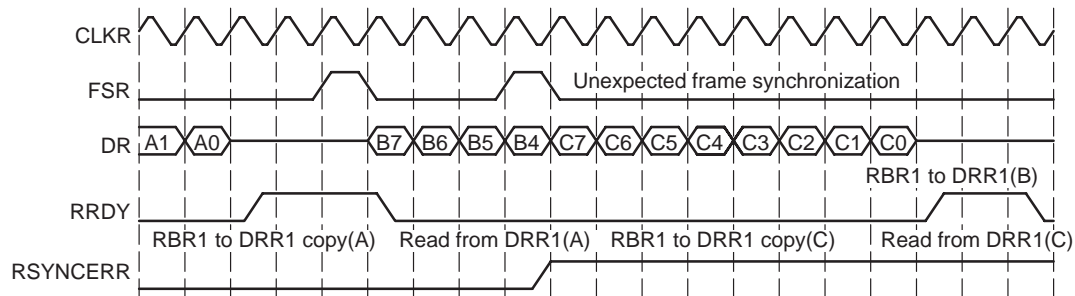 CLKR
FSR
Unexpected frame synchronization
DR A1 A0 B7 B6 B5 B4 C7 C6 C5 C4 C3 C2 C1 C0
RBR1 to DRR1(B)
RRDY
RBR1 to DRR1 copy(A) Read from DRR1(A) RBR1 to DRR1 copy(C) Read from DRR1(C)
RSYNCERR